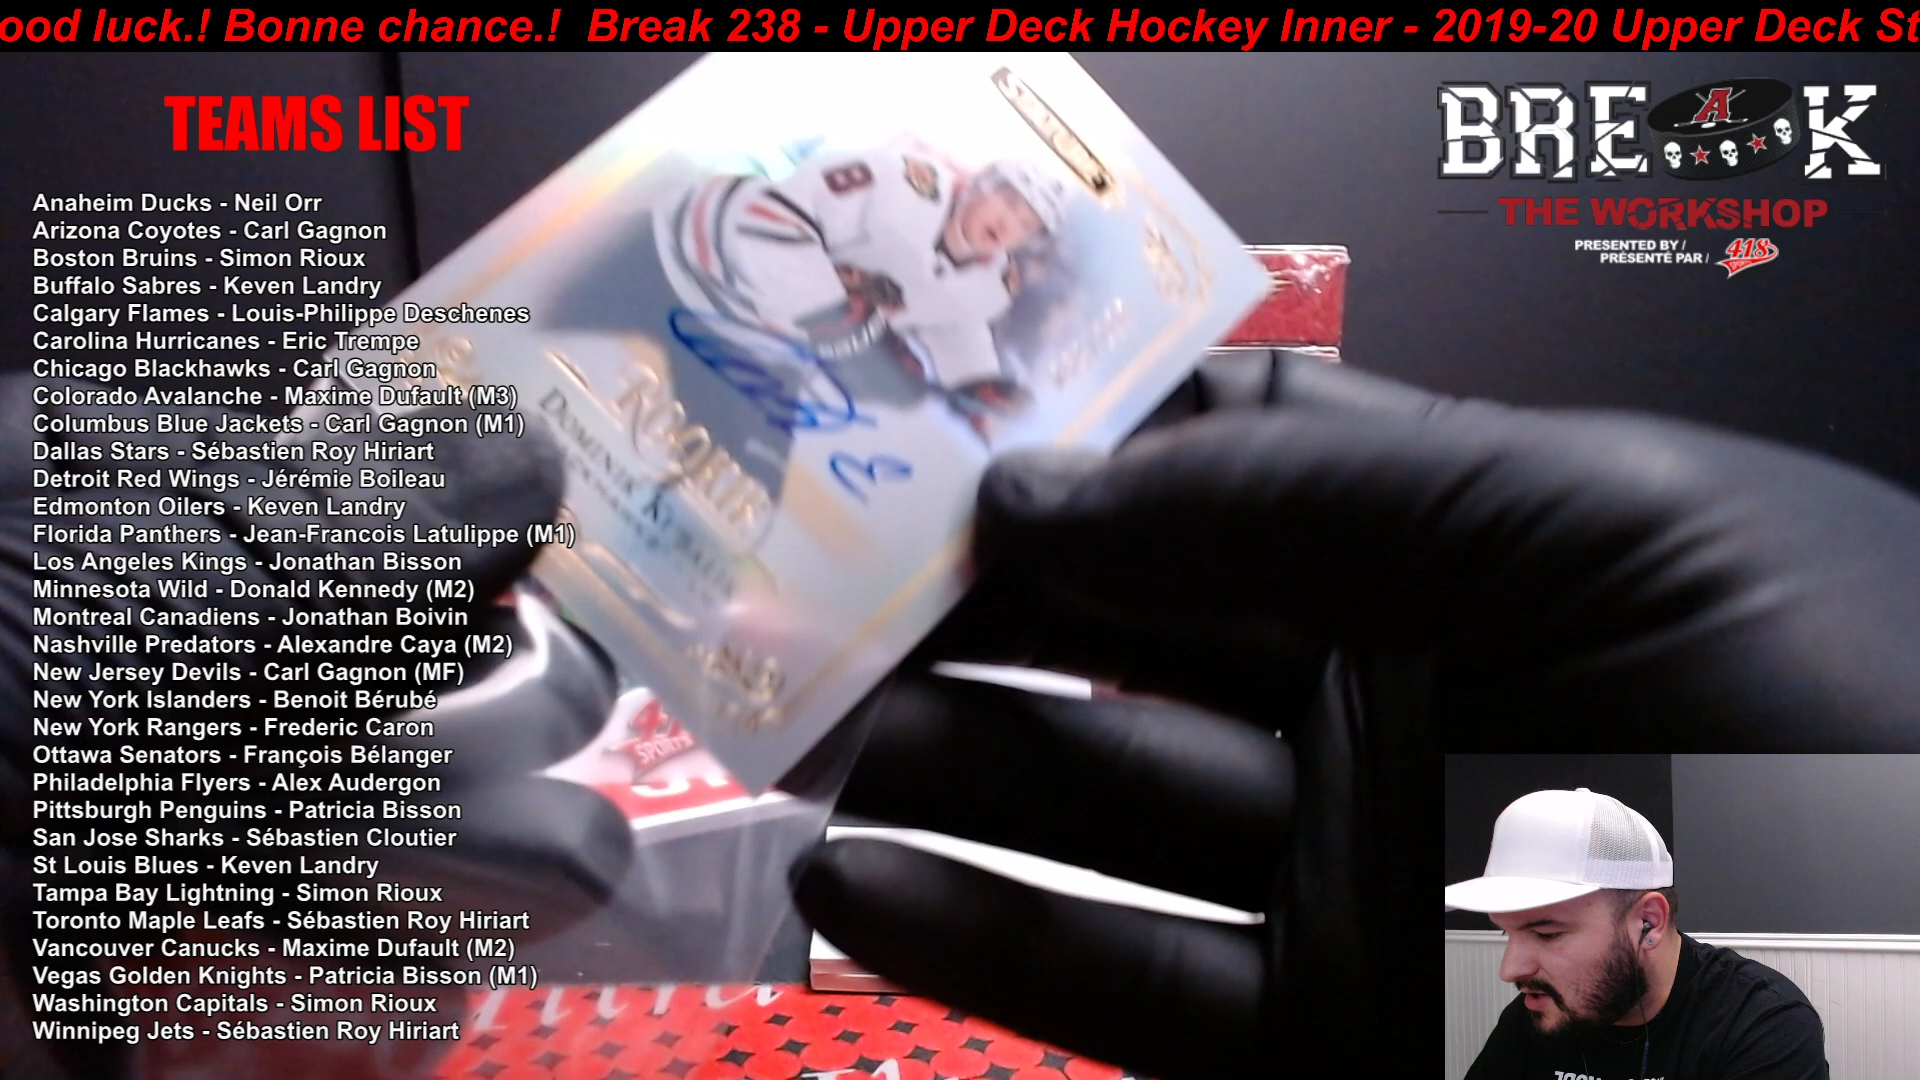 ood luck.! Bonne chance.! Break 238 - Upper Deck Hockey Inner - 2019-20 Upper Deck St
TEAMS LIST
BREAK
THE WORKSHOP
PRESENTED BY /
PRÉSENTÉ PAR / 418
Anaheim Ducks - Neil Orr
Arizona Coyotes - Carl Gagnon
Boston Bruins - Simon Rioux
Buffalo Sabres - Keven Landry
Calgary Flames - Louis-Philippe Deschenes
Carolina Hurricanes - Eric Trempe
Chicago Blackhawks - Carl Gagnon
Colorado Avalanche - Maxime Dufault (M3)
Columbus Blue Jackets - Carl Gagnon (M1)
Dallas Stars - Sébastien Roy Hiriart
Detroit Red Wings - Jérémie Boileau
Edmonton Oilers - Keven Landry
Florida Panthers - Jean-Francois Latulippe (M1)
Los Angeles Kings - Jonathan Bisson
Minnesota Wild - Donald Kennedy (M2)
Montreal Canadiens - Jonathan Boivin
Nashville Predators - Alexandre Caya (M2)
New Jersey Devils - Carl Gagnon (MF)
New York Islanders - Benoit Bérubé
New York Rangers - Frederic Caron
Ottawa Senators - François Bélanger
Philadelphia Flyers - Alex Audergon
Pittsburgh Penguins - Patricia Bisson
San Jose Sharks - Sébastien Cloutier
St Louis Blues - Keven Landry
Tampa Bay Lightning - Simon Rioux
Toronto Maple Leafs - Sébastien Roy Hiriart
Vancouver Canucks - Maxime Dufault (M2)
Vegas Golden Knights - Patricia Bisson (M1)
Washington Capitals - Simon Rioux
Winnipeg Jets - Sébastien Roy Hiriart
8
ROOKIE
DOMINIK KUBALIK